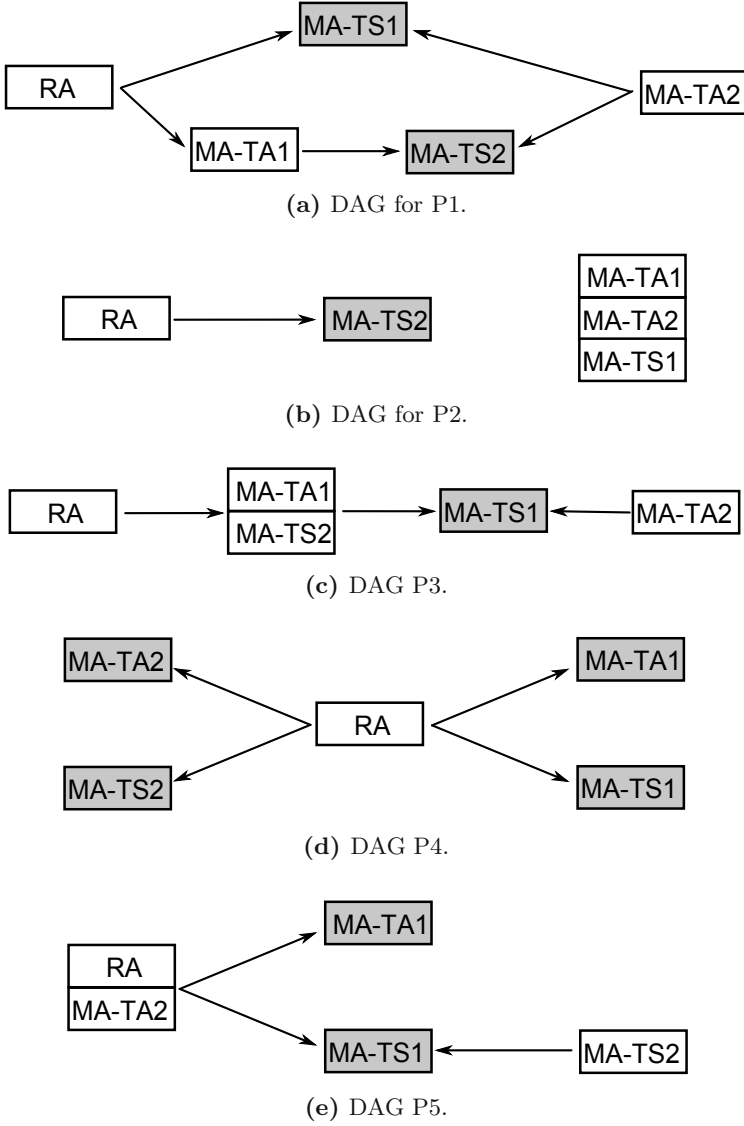 MA-TS1
RA
MA-TA2
MA-TA1
MA-TS2
(a) DAG for P1.
MA-TA1
RA
MA-TS2
MA-TA2
MA-TS1
(b) DAG for P2.
MA-TA1
RA
MA-TS1
MA-TA2
MA-TS2
(c) DAG P3.
MA-TA2
MA-TA1
RA
MA-TS2
MA-TS1
(d) DAG P4.
MA-TA1
RA
MA-TA2
MA-TS1
MA-TS2
(e) DAG P5.